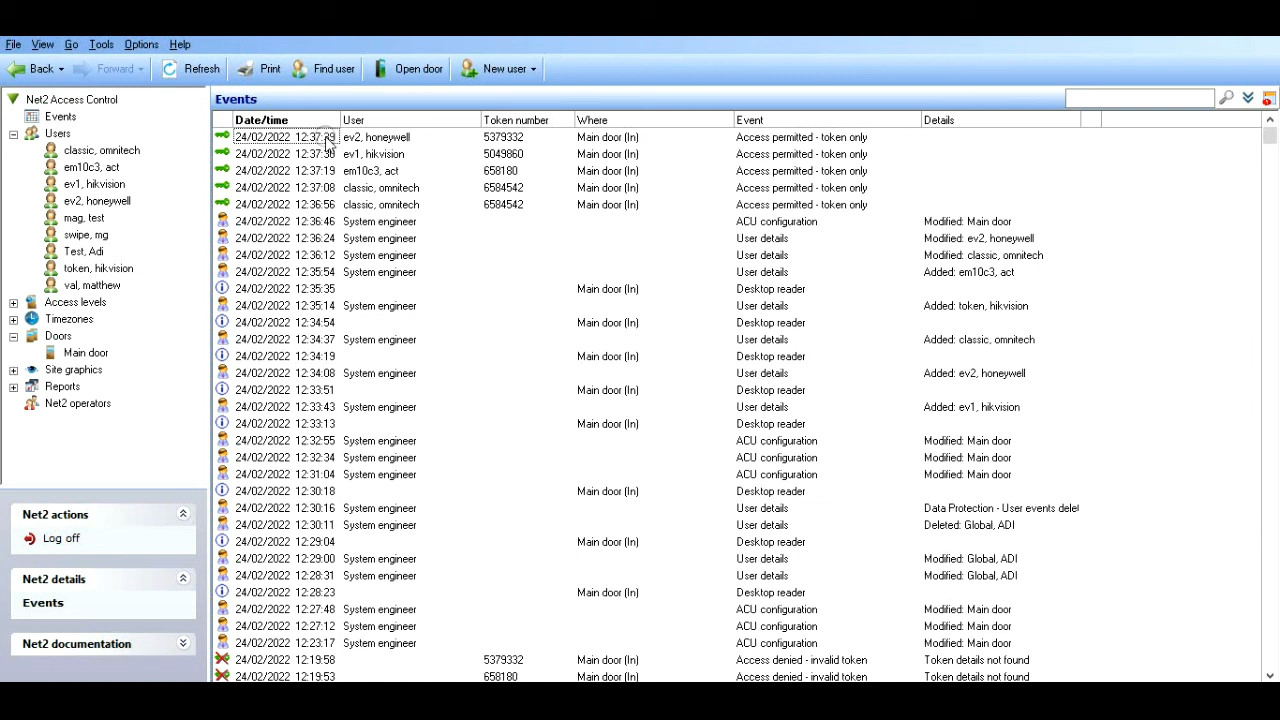 File View Go Tools Options Help
Back Forward Refresh Print Find user Open door New user
Net2 Access Control
Events
Users
classic, omnitech
em10c3, act
ev1, hikvision
ev2, honeywell
mag, test
swipe, mg
Test, Adi
token, hikvision
val, matthew
Access levels
Timezones
Doors
Main door
Site graphics
Reports
Net2 operators
Net2 actions
Log off
Net2 details
Events
Net2 documentation
Events
Date/time User Token number Where Event Details
24/02/2022 ev2, honeywell 5379332 Main door (In) Access permitted - token only
24/02/2022 ev1, hikvision 5049860 Main door (In) Access permitted - token only
24/02/2022 12:37:19 em10c3, act 658180 Main door (In) Access permitted - token only
24/02/2022 12:37:08 classic, omnitech 6584542 Main door (In) Access permitted - token only
24/02/2022 12:36:56 classic, omnitech 6584542 Main door (In) Access permitted - token only
24/02/2022 12:36:46 System engineer ACU configuration Modified: Main door
24/02/2022 12:36:24 System engineer User details Modified: ev2, honeywell
24/02/2022 12:36:12 System engineer User details Modified: classic, omnitech
24/02/2022 12:35:54 System engineer User details Added: em10c3, act
24/02/2022 12:35:35 Main door (In) Desktop reader
24/02/2022 12:35:14 System engineer User details Added: token, hikvision
24/02/2022 12:34:54 Main door (In) Desktop reader
24/02/2022 12:34:37 System engineer User details Added: classic, omnitech
24/02/2022 12:34:19 Main door (In) Desktop reader
24/02/2022 12:34:08 System engineer User details Added: ev2, honeywell
24/02/2022 12:33:51 Main door (In) Desktop reader
24/02/2022 12:33:43 System engineer User details Added: ev1, hikvision
24/02/2022 12:33:13 Main door (In) Desktop reader
24/02/2022 12:32:55 System engineer ACU configuration Modified: Main door
24/02/2022 12:32:34 System engineer ACU configuration Modified: Main door
24/02/2022 12:31:04 System engineer ACU configuration Modified: Main door
24/02/2022 12:30:18 Main door (In) Desktop reader
24/02/2022 12:30:16 System engineer User details Data Protection - User events delet
24/02/2022 12:30:11 System engineer User details Deleted: Global, ADI
24/02/2022 12:29:04 Main door (In) Desktop reader
24/02/2022 12:29:00 System engineer User details Modified: Global, ADI
24/02/2022 12:28:31 System engineer User details Modified: Global, ADI
24/02/2022 12:28:23 Main door (In) Desktop reader
24/02/2022 12:27:48 System engineer ACU configuration Modified: Main door
24/02/2022 12:27:12 System engineer ACU configuration Modified: Main door
24/02/2022 12:23:17 System engineer ACU configuration Modified: Main door
24/02/2022 12:19:58 5379332 Main door (In) Access denied - invalid token Token details not found
24/02/2022 12:19:53 658180 Main door (In) Access denied - invalid token Token details not found